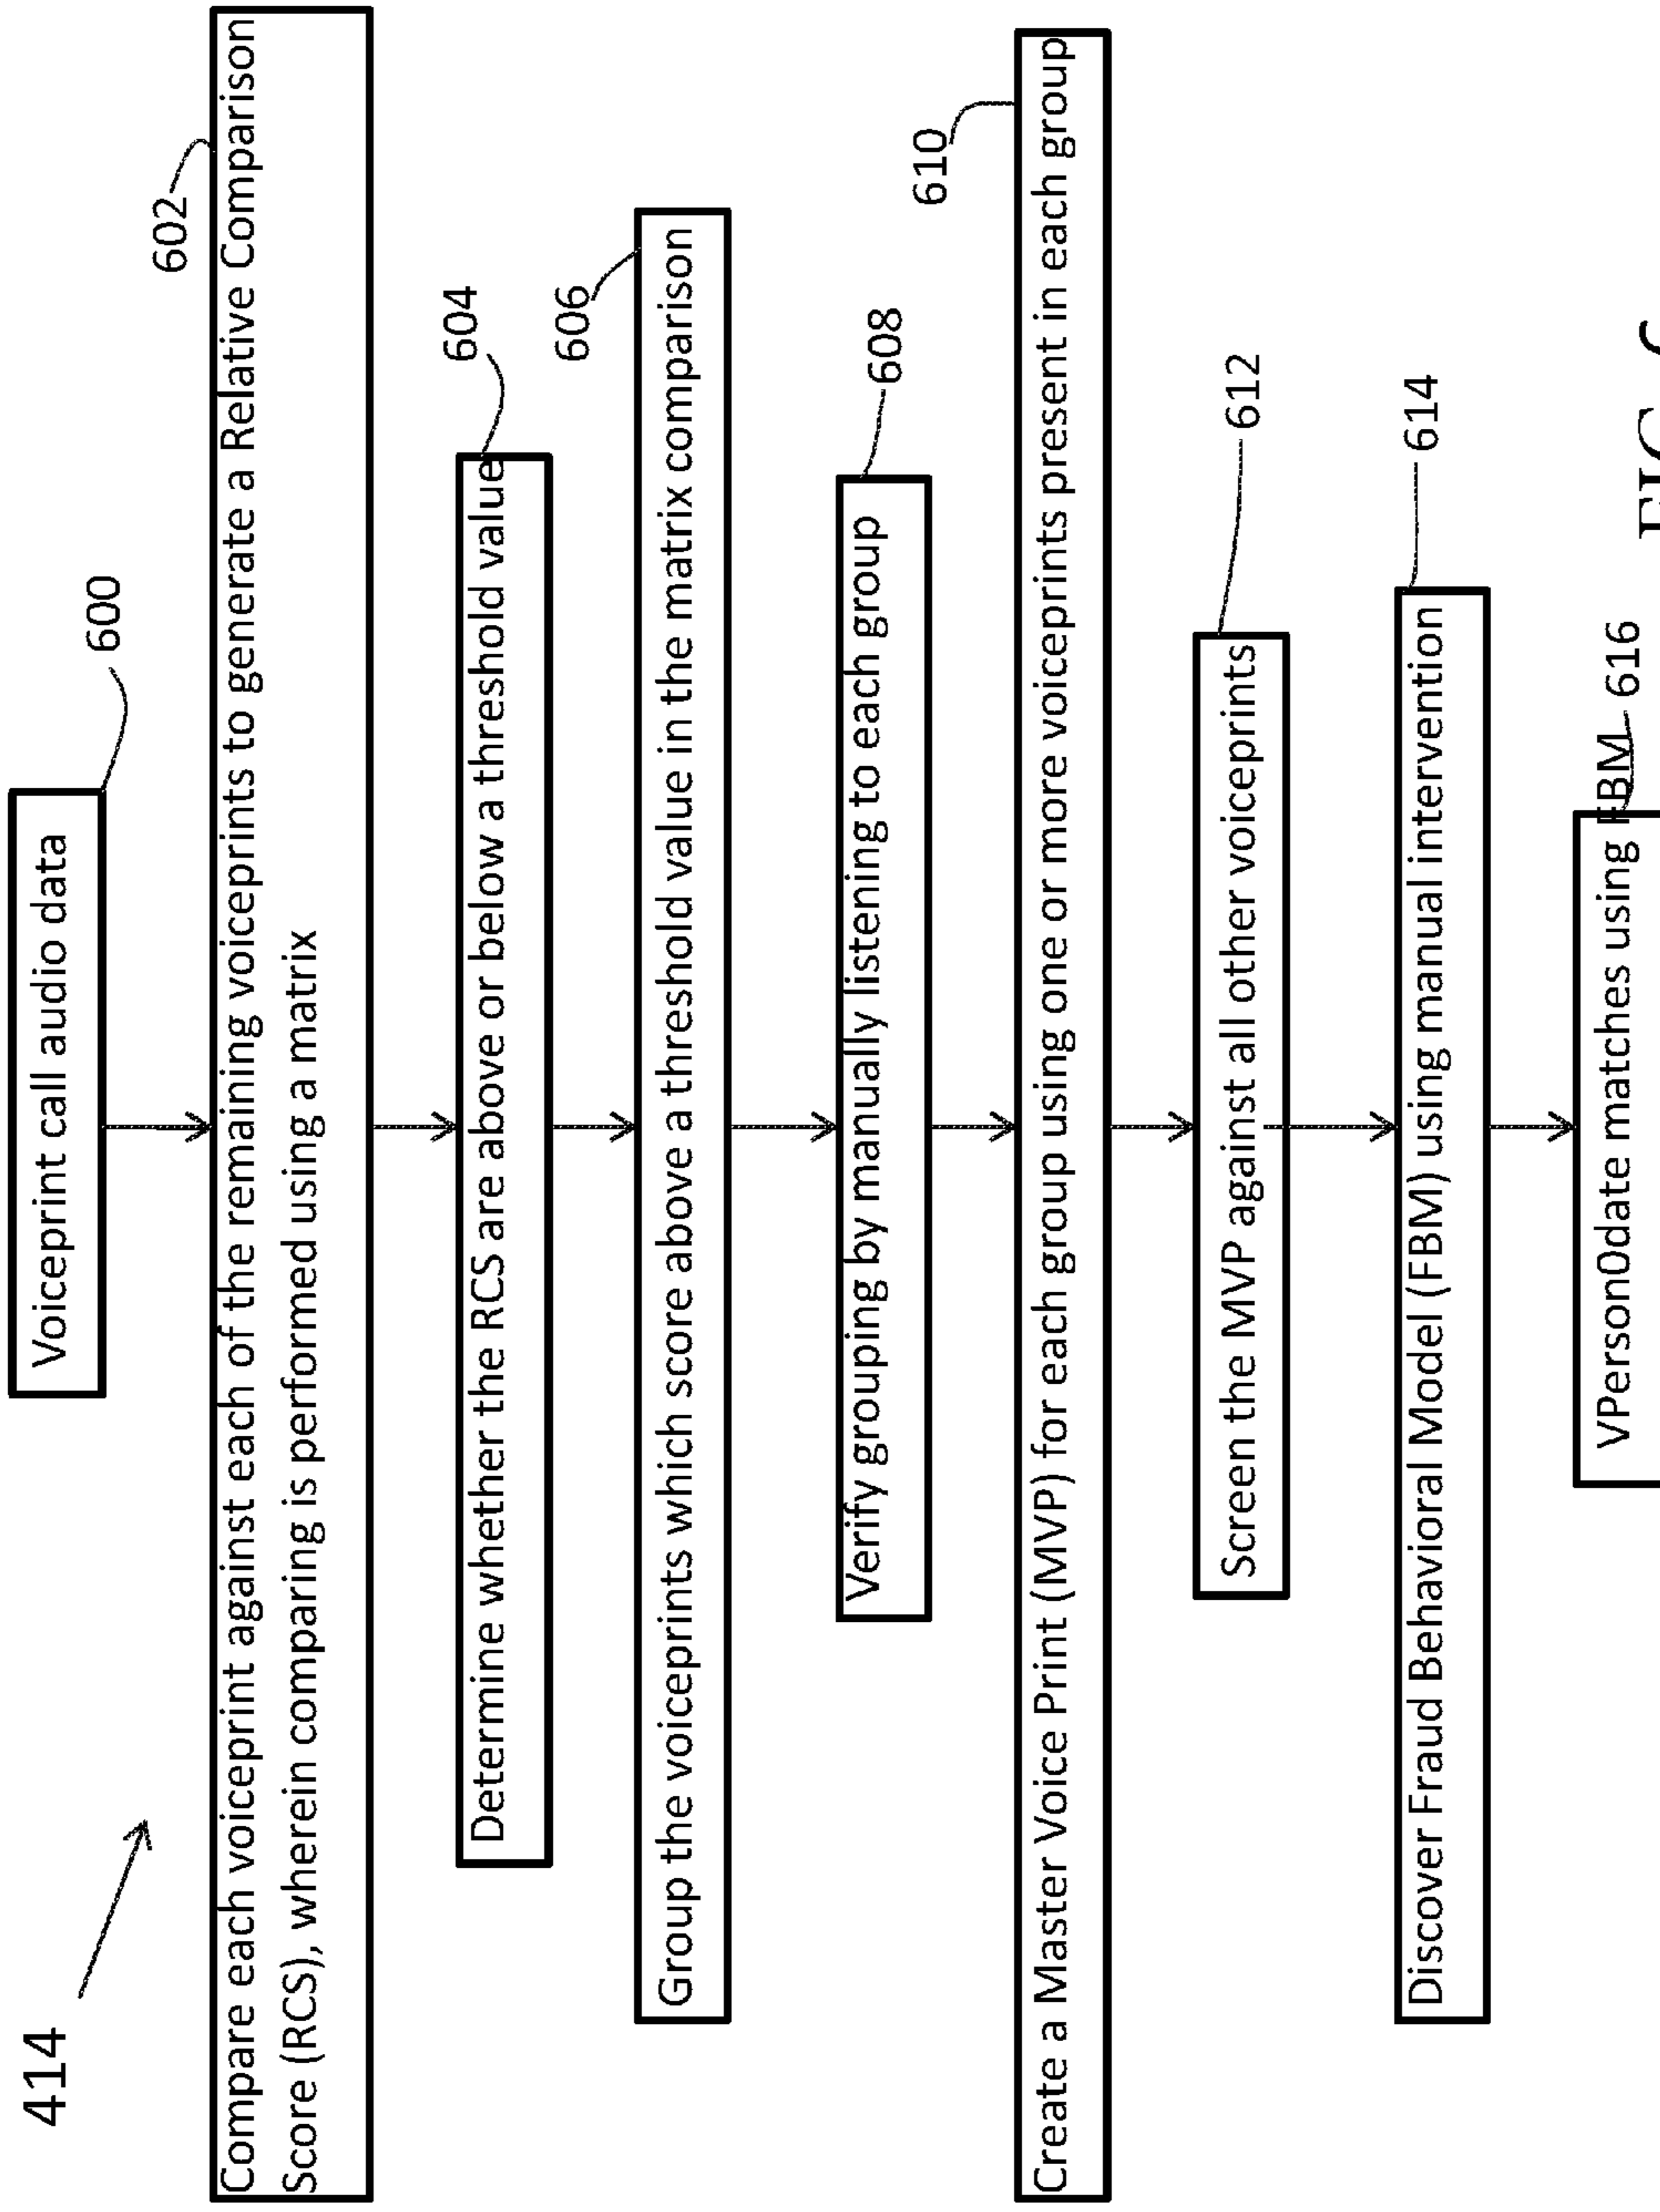 414
Voiceprint call audio data
600
602
Compare each voiceprint against each of the remaining voiceprints to generate a Relative Comparison
Score (RCS), wherein comparing is performed using a matrix
604
Determine whether the RCS are above or below a threshold value
606
Group the voiceprints which score above a threshold value in the matrix comparison
608
Verify grouping by manually listening to each group
610
Create a Master Voice Print (MVP) for each group using one or more voiceprints present in each group
612
Screen the MVP against all other voiceprints
614
Discover Fraud Behavioral Model (FBM) using manual intervention
616
VPerson0date matches using FBM